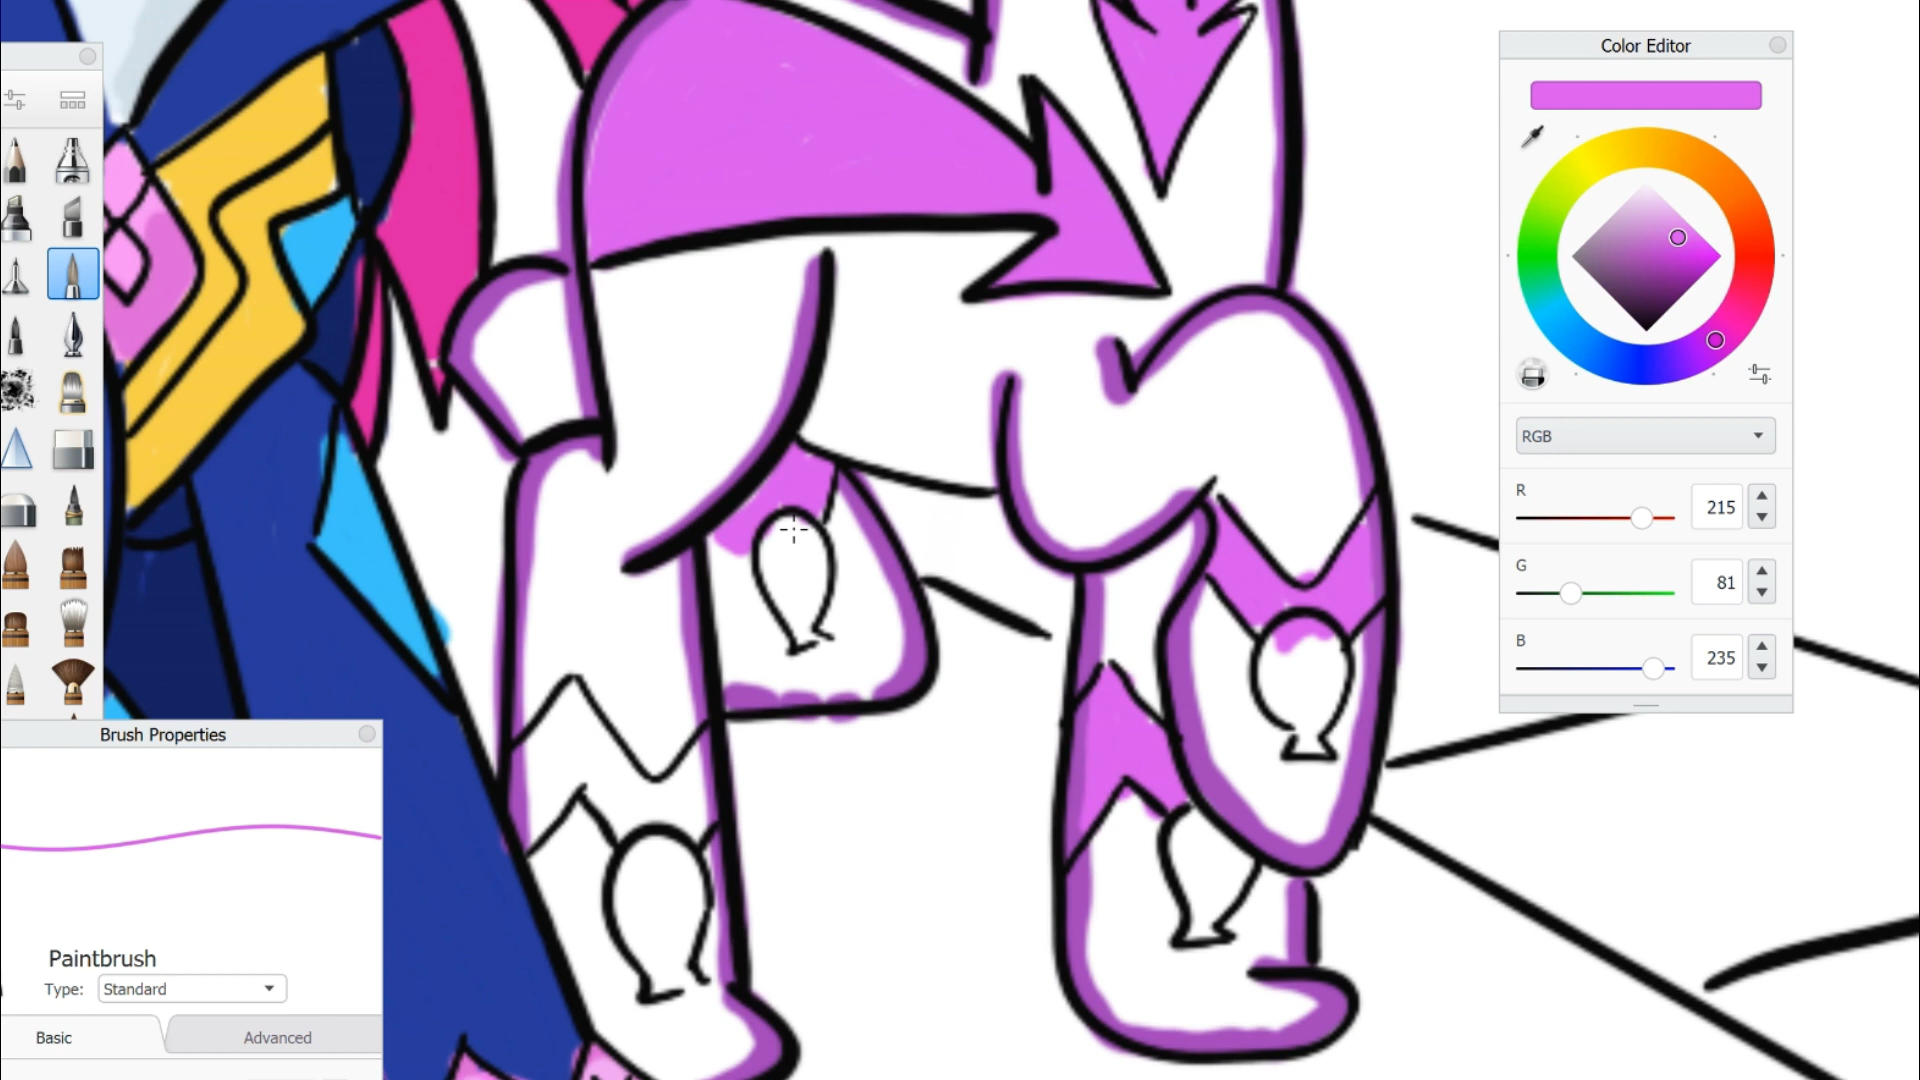 Color Editor
RGB
R
215
G
81
B
235
Brush Properties
Paintbrush
Type: Standard
Basic Advanced